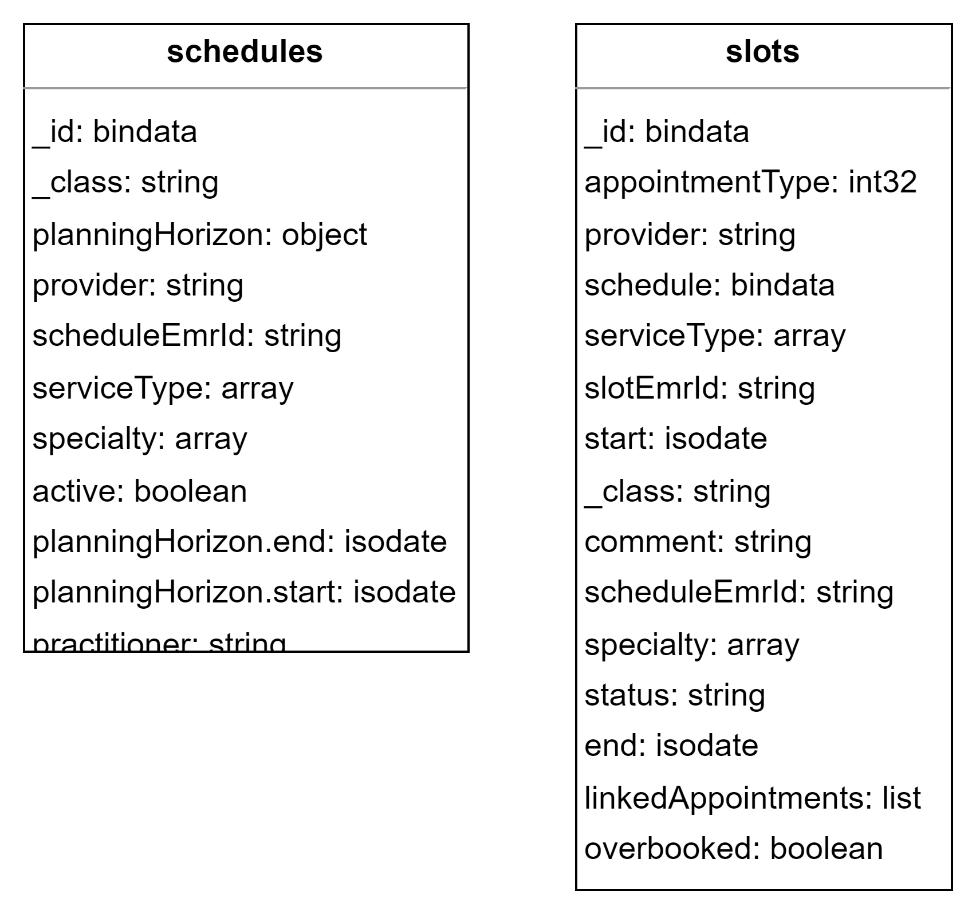 schedules
_id: bindata
_class: string
planningHorizon: object
provider: string
scheduleEmrId: string
serviceType: array
specialty: array
active: boolean
planningHorizon.end: isodate
planningHorizon.start: isodate
practitioner: string
slots
_id: bindata
appointmentType: int32
provider: string
schedule: bindata
serviceType: array
slotEmrId: string
start: isodate
_class: string
comment: string
scheduleEmrId: string
specialty: array
status: string
end: isodate
linkedAppointments: list
overbooked: boolean